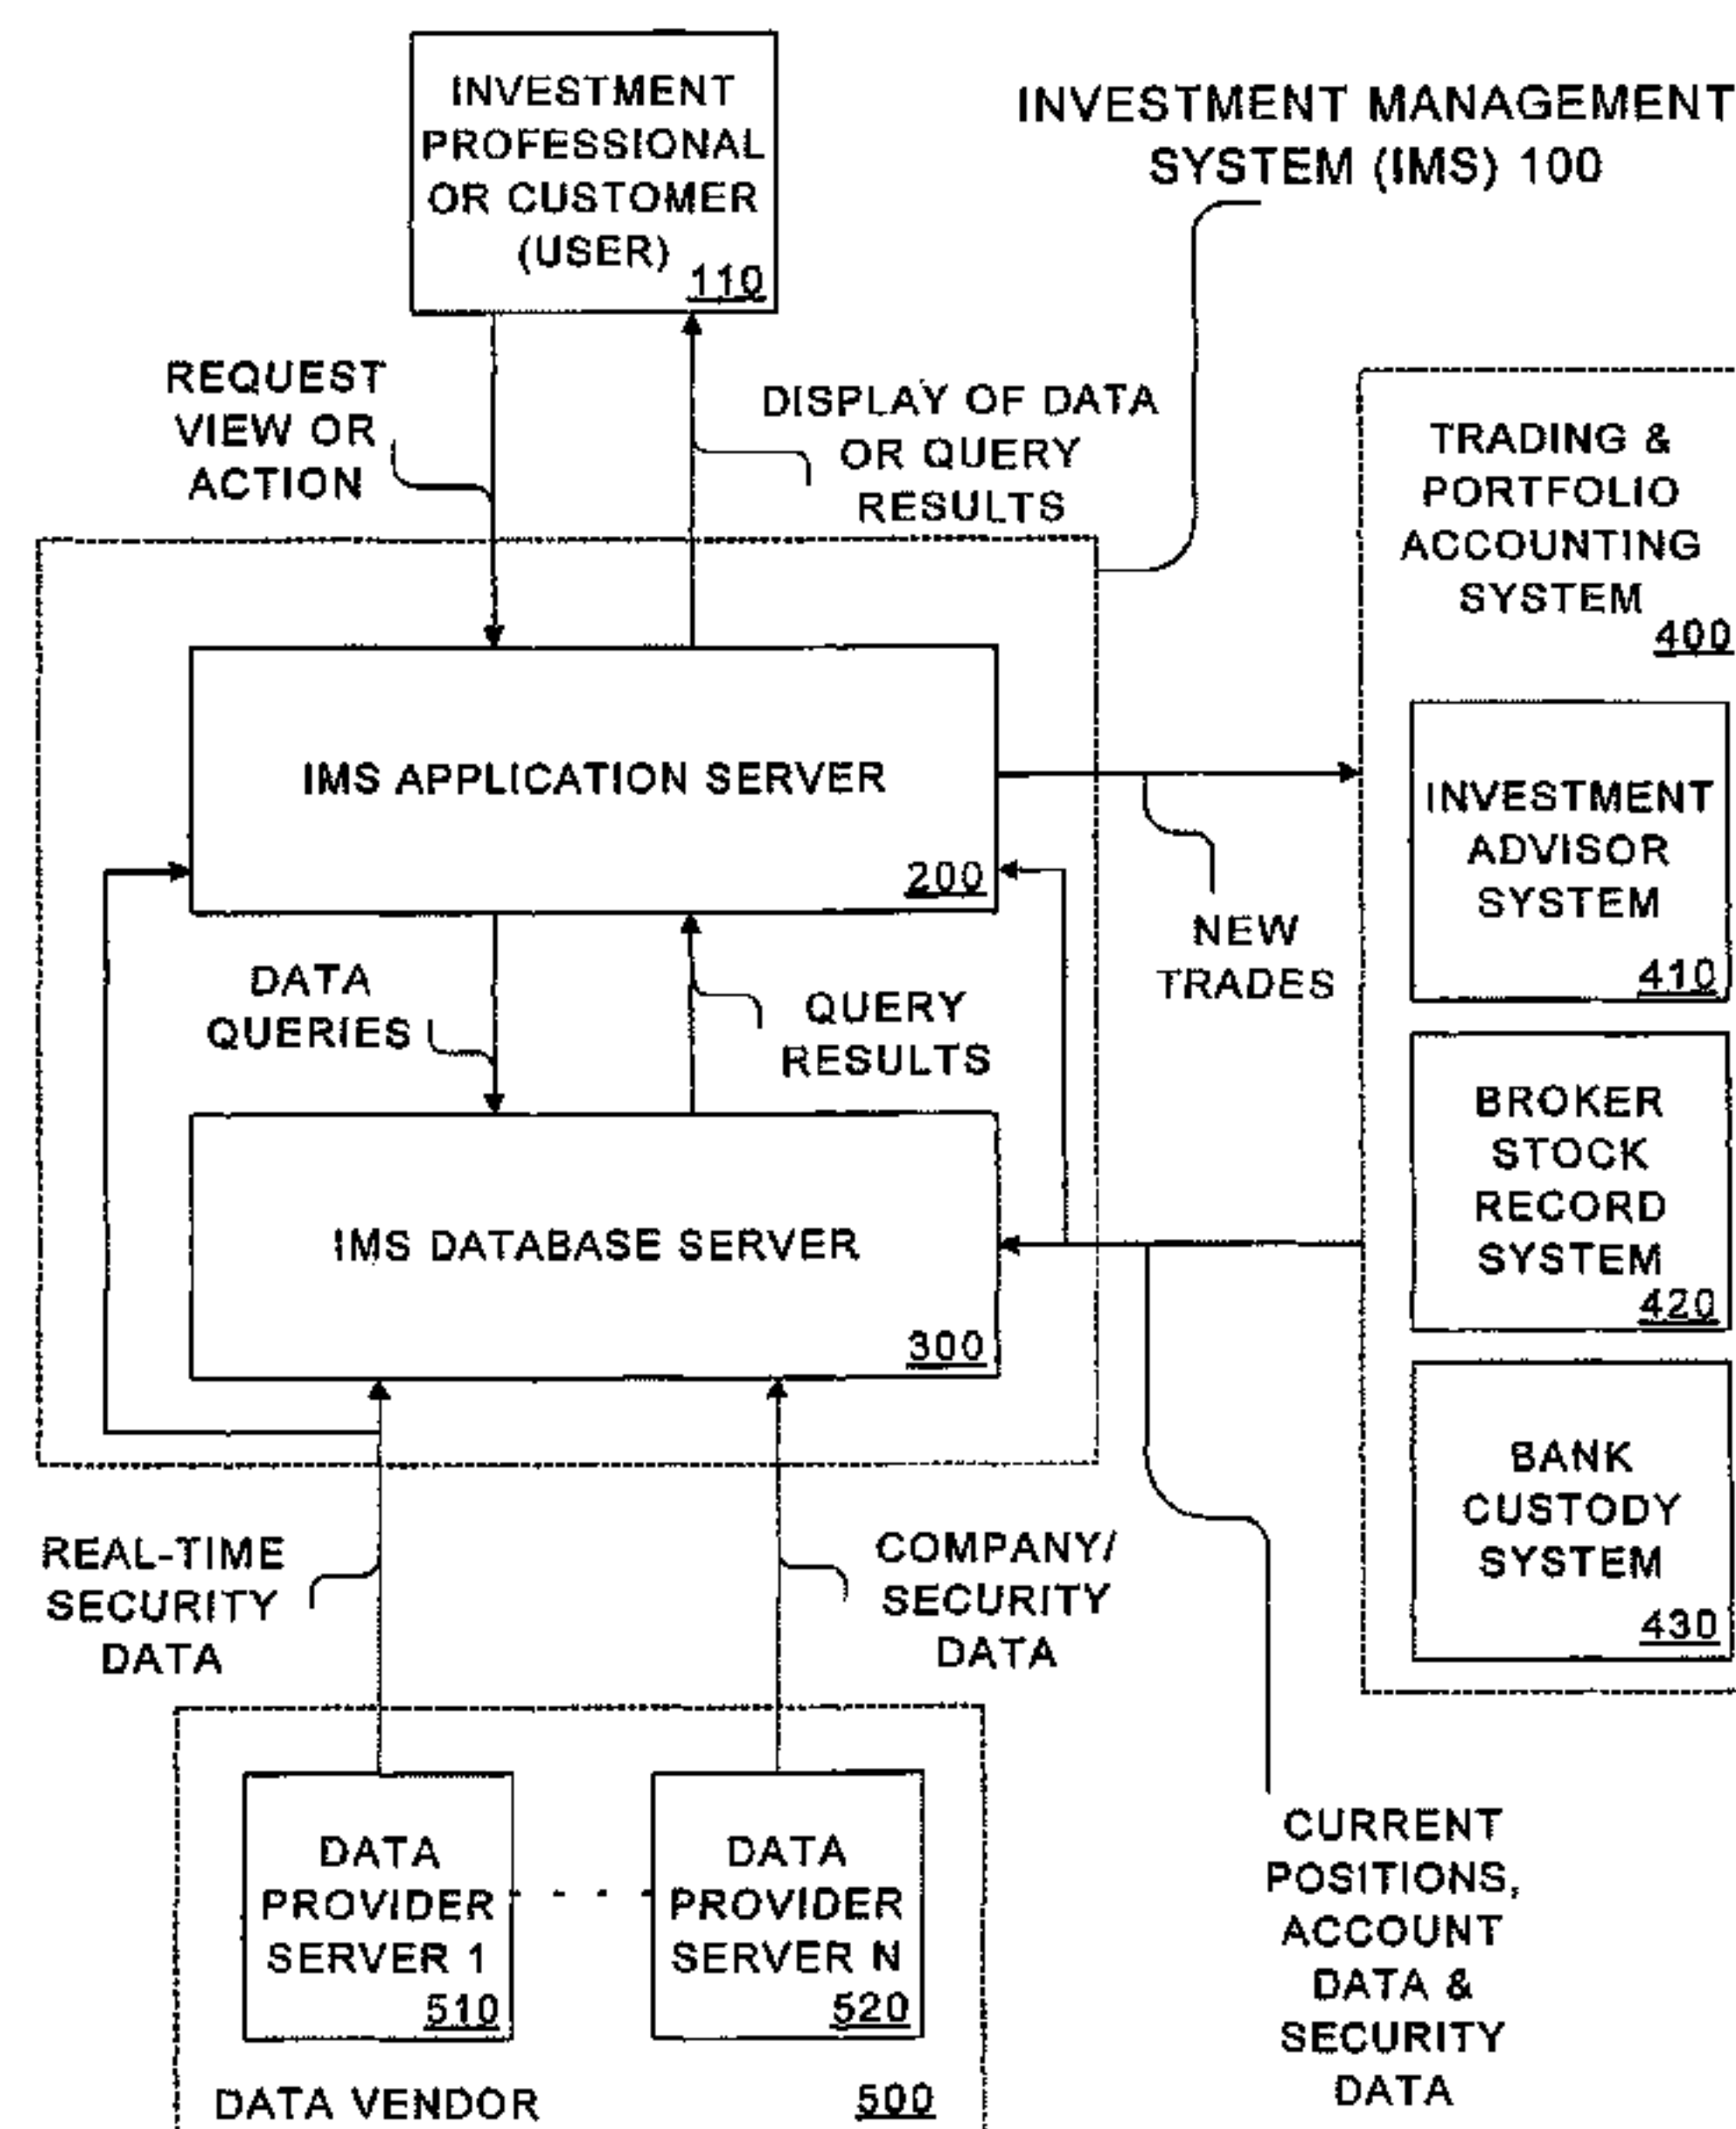 INVESTMENT
PROFESSIONAL
OR CUSTOMER
(USER)
110
INVESTMENT MANAGEMENT
SYSTEM (IMS) 100
REQUEST
VIEW OR
ACTION
DISPLAY OF DATA
OR QUERY
RESULTS
TRADING &
PORTFOLIO
ACCOUNTING
SYSTEM
400
IMS APPLICATION SERVER
200
INVESTMENT
ADVISOR
SYSTEM
410
NEW
TRADES
DATA
QUERIES
QUERY
RESULTS
BROKER
STOCK
RECORD
SYSTEM
420
IMS DATABASE SERVER
300
BANK
CUSTODY
SYSTEM
430
REAL-TIME
SECURITY
DATA
COMPANY/
SECURITY
DATA
DATA
PROVIDER
SERVER 1
510
DATA
PROVIDER
SERVER N
520
DATA VENDOR
500
CURRENT
POSITIONS,
ACCOUNT
DATA &
SECURITY
DATA